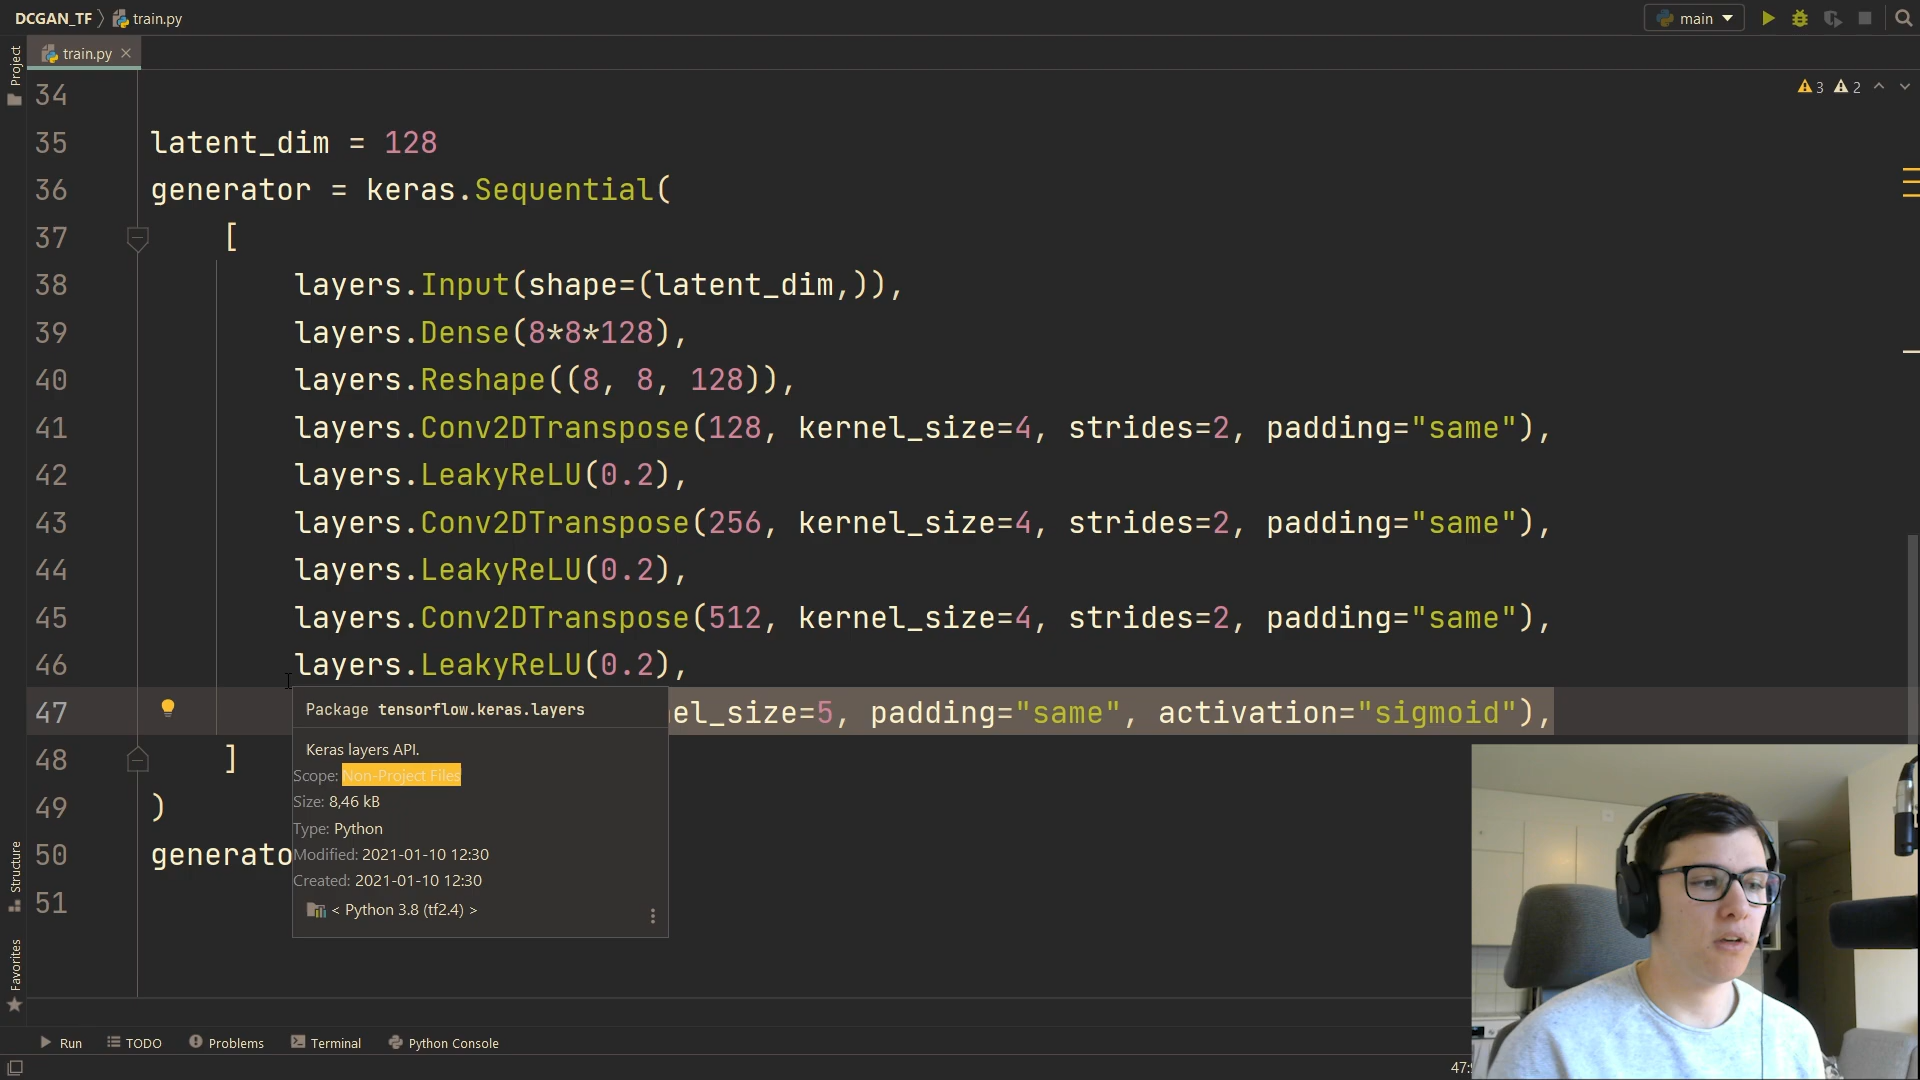 DCGAN_TF
train.py
main
train.py
3
2
Project
34
35 latent_dim = 128
36 generator = keras.Sequential(
37 [
38 layers.Input(shape=(latent_dim,)),
39 layers.Dense(8*8*128),
40 layers.Reshape((8, 8, 128)),
41 layers.Conv2DTranspose(128, kernel_size=4, strides=2, padding="same"),
42 layers.LeakyReLU(0.2),
43 layers.Conv2DTranspose(256, kernel_size=4, strides=2, padding="same"),
44 layers.LeakyReLU(0.2),
45 layers.Conv2DTranspose(512, kernel_size=4, strides=2, padding="same"),
46 layers.LeakyReLU(0.2),
47 el_size=5, padding="same", activation="sigmoid"),
48 ]
49 )
50 generato
51
Package tensorflow.keras.layers
Keras layers API.
Scope: Non-Project Files
Size: 8,46 kB
Type: Python
Modified: 2021-01-10 12:30
Created: 2021-01-10 12:30
< Python 3.8 (tf2.4) >
Structure
Favorites
Run
TODO
Problems
Terminal
Python Console